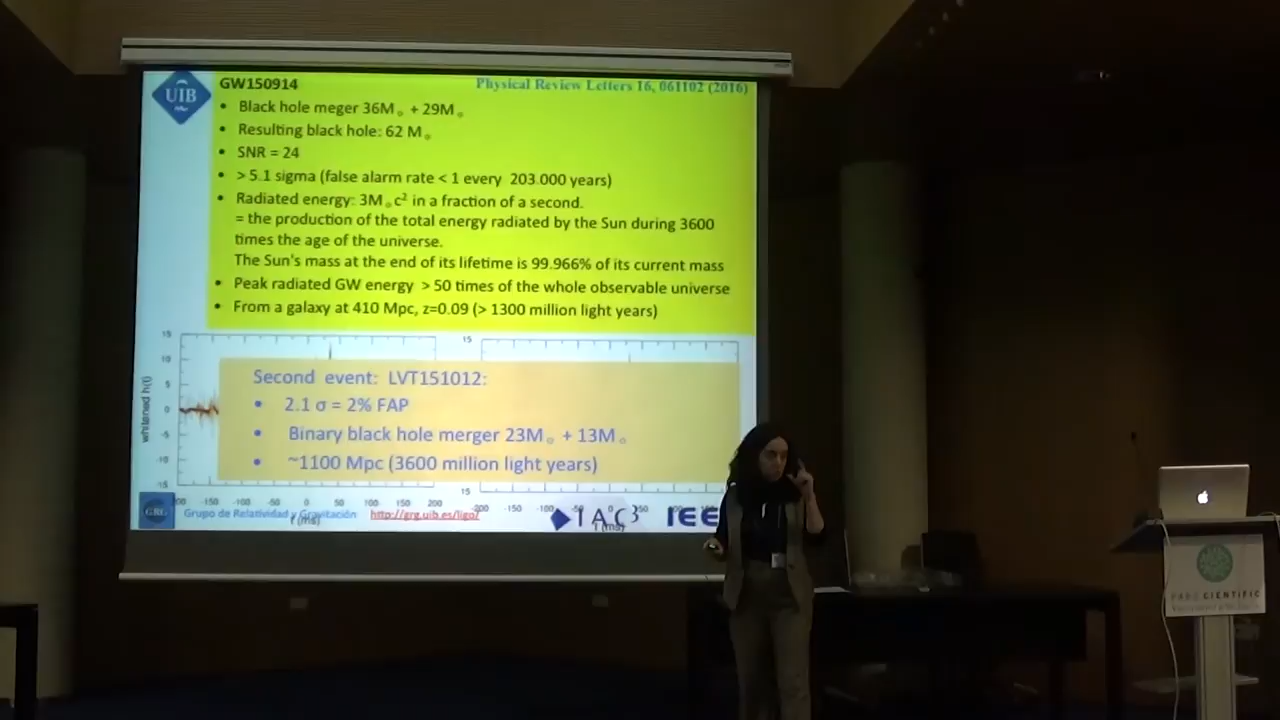 UIB
GW150914
Physical Review Letters 16, 061102 (2016)
• Black hole meger 36M☉ + 29M☉
• Resulting black hole: 62 M☉
• SNR = 24
• > 5.1 sigma (false alarm rate < 1 every 203.000 years)
• Radiated energy: 3M☉c² in a fraction of a second.
= the production of the total energy radiated by the Sun during 3600
times the age of the universe.
The Sun's mass at the end of its lifetime is 99.966% of its current mass
• Peak radiated GW energy > 50 times of the whole observable universe
• From a galaxy at 410 Mpc, z=0.09 (> 1300 million light years)
15
10
5
0
-5
-10
-15
whitened h(t)
15
Second event: LVT151012:
• 2.1 σ = 2% FAP
• Binary black hole merger 23M☉ + 13M☉
• ~1100 Mpc (3600 million light years)
15
-150 -100 -50 0 50 100 150 200
t (ms)
-200 -150 -100
GRG
Grupo de Relatividad y Gravitación
http://grg.uib.es/ligo/
IAC3
IEE
CIENTIFIC